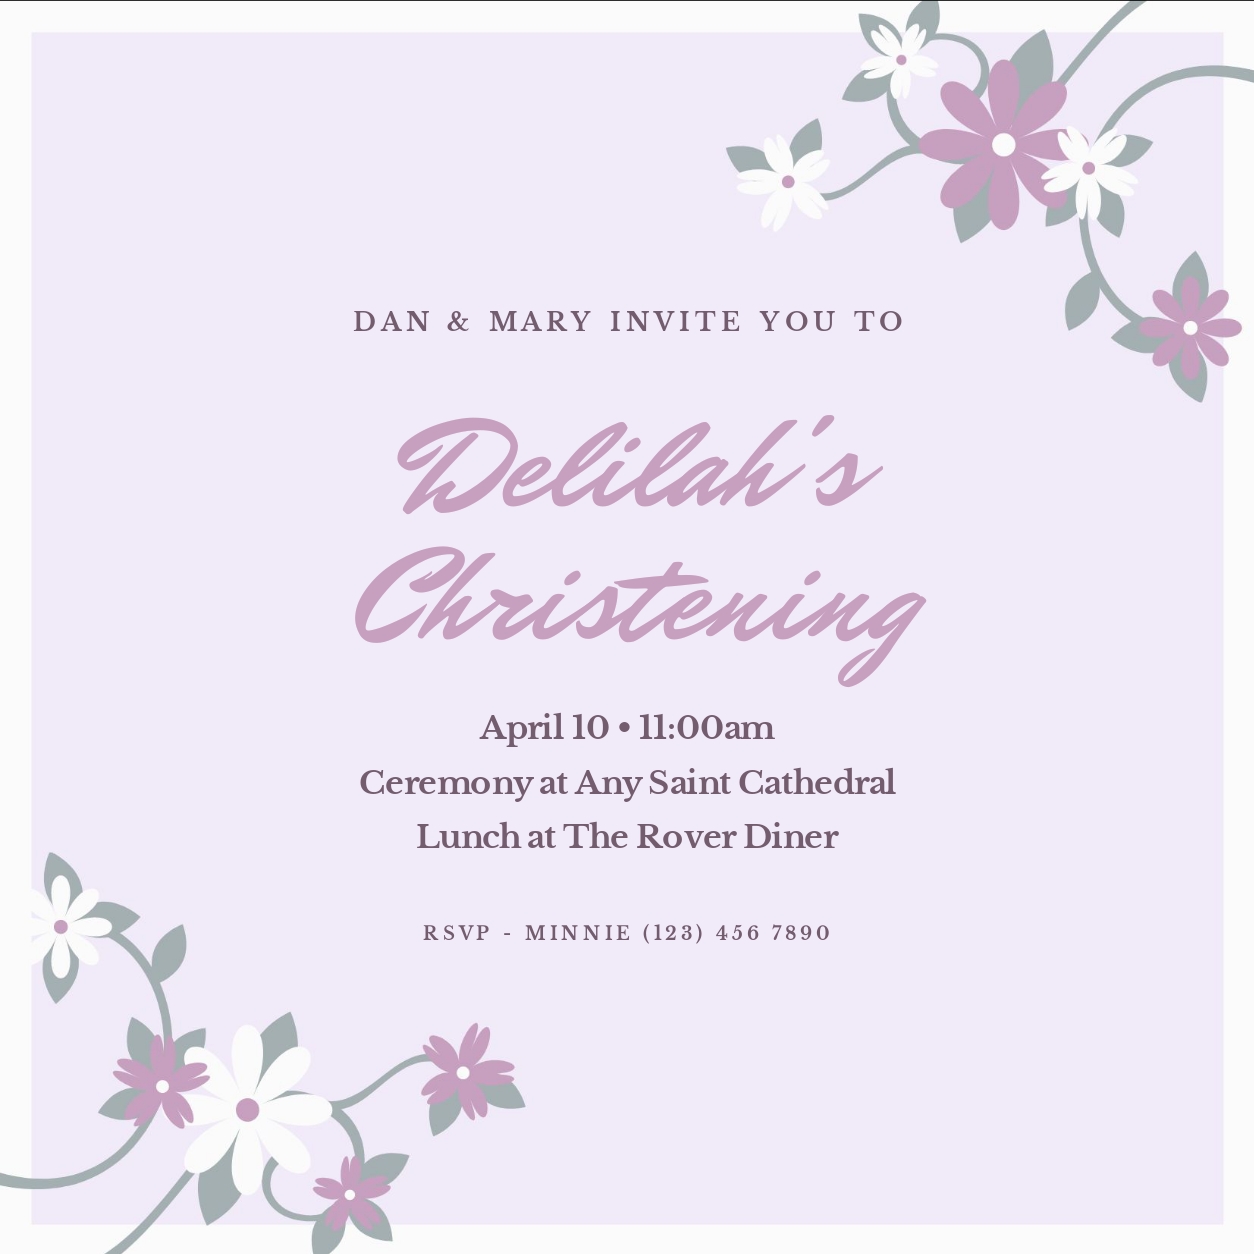 DAN & MARY INVITE YOU TO
Delilah's
Christening
April 10 • 11:00am
Ceremony at Any Saint Cathedral
Lunch at The Rover Diner
RSVP - MINNIE (123) 456 7890